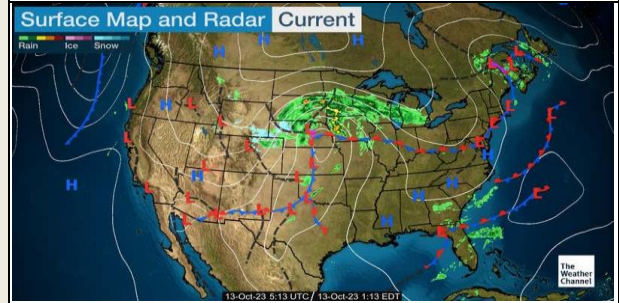 Surface Map and Radar Current
Rain Ice Snow
H H H
L H L L
L L L
L
L L L L L
H
L L H L H
L H H L
L L L L L H
L
The
Weather
Channel
13-Oct-23 5:13 UTC / 13-Oct-23 1:13 EDT